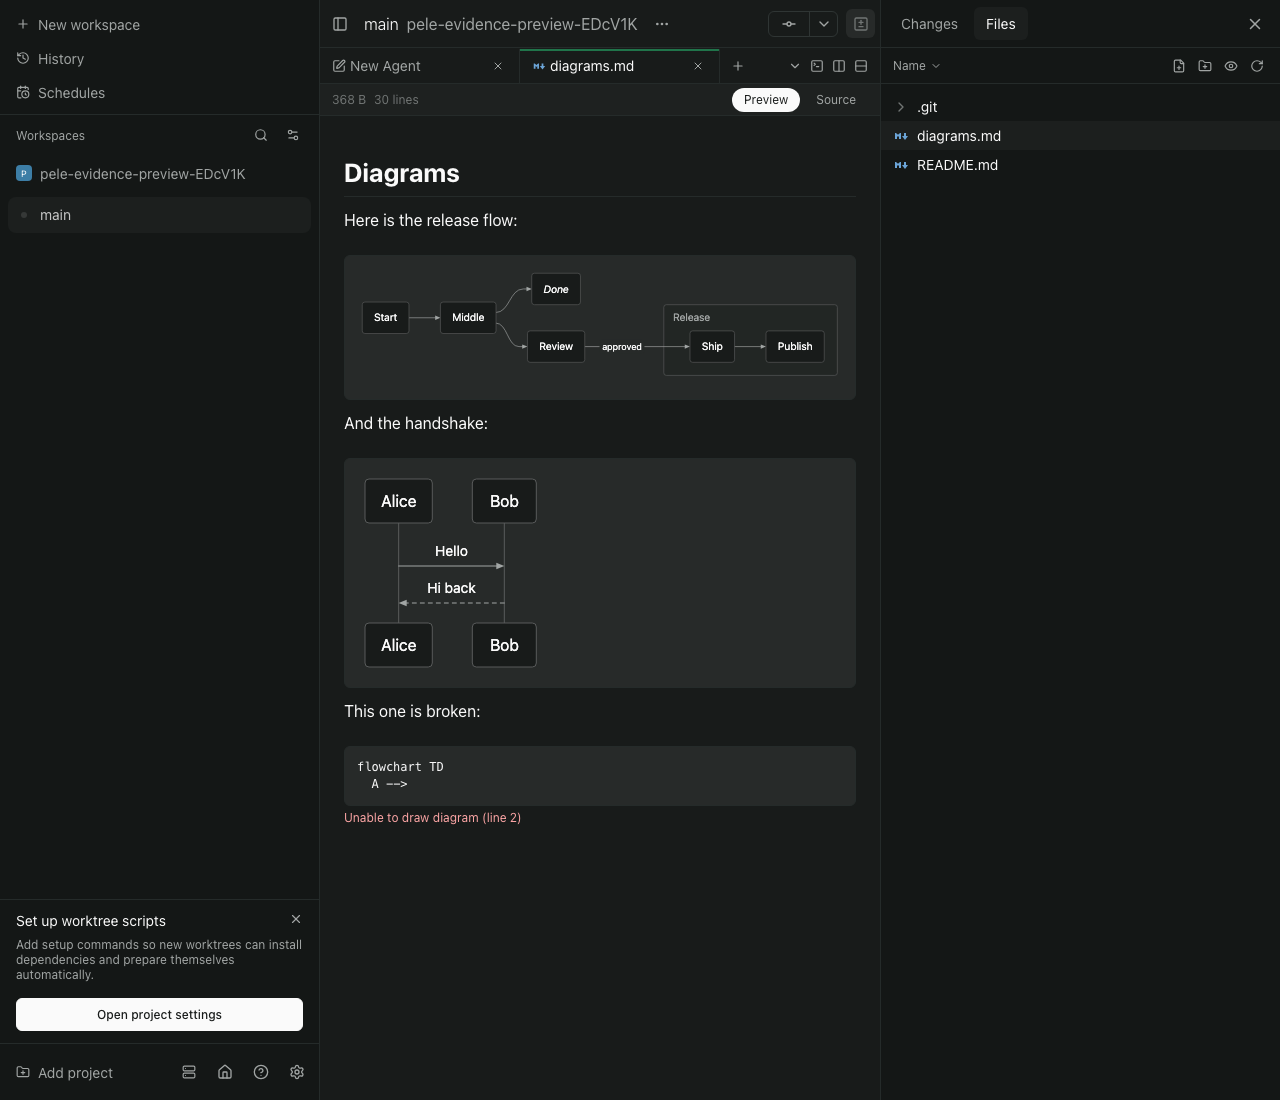 New workspace
History
Schedules
Workspaces
P pele-evidence-preview-EDcV1K
main
Set up worktree scripts
Add setup commands so new worktrees can install
dependencies and prepare themselves
automatically.
Open project settings
Add project
main pele-evidence-preview-EDcV1K
New Agent
diagrams.md
368 B 30 lines
Preview
Source
Diagrams
Here is the release flow:
Start
Middle
Done
Review
approved
Release
Ship
Publish
And the handshake:
Alice
Bob
Hello
Hi back
Alice
Bob
This one is broken:
flowchart TD
  A -->
Unable to draw diagram (line 2)
Changes
Files
Name
.git
M diagrams.md
M README.md